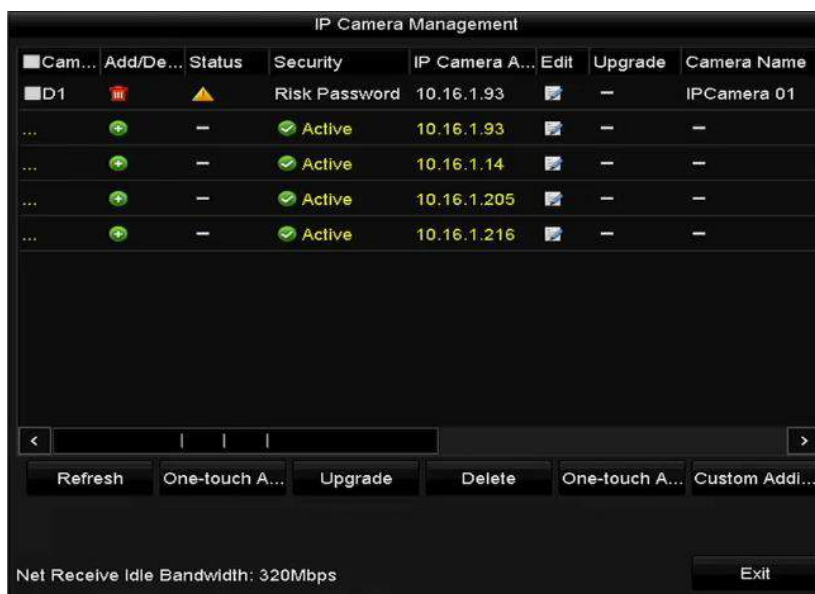 IP Camera Management
Cam... Add/De... Status Security IP Camera A... Edit Upgrade Camera Name
D1 Risk Password 10.16.1.93 – IPCamera 01
... – Active 10.16.1.93 – –
... – Active 10.16.1.14 – –
... – Active 10.16.1.205 – –
... – Active 10.16.1.216 – –
Refresh One-touch A... Upgrade Delete One-touch A... Custom Addi...
Net Receive Idle Bandwidth: 320Mbps Exit